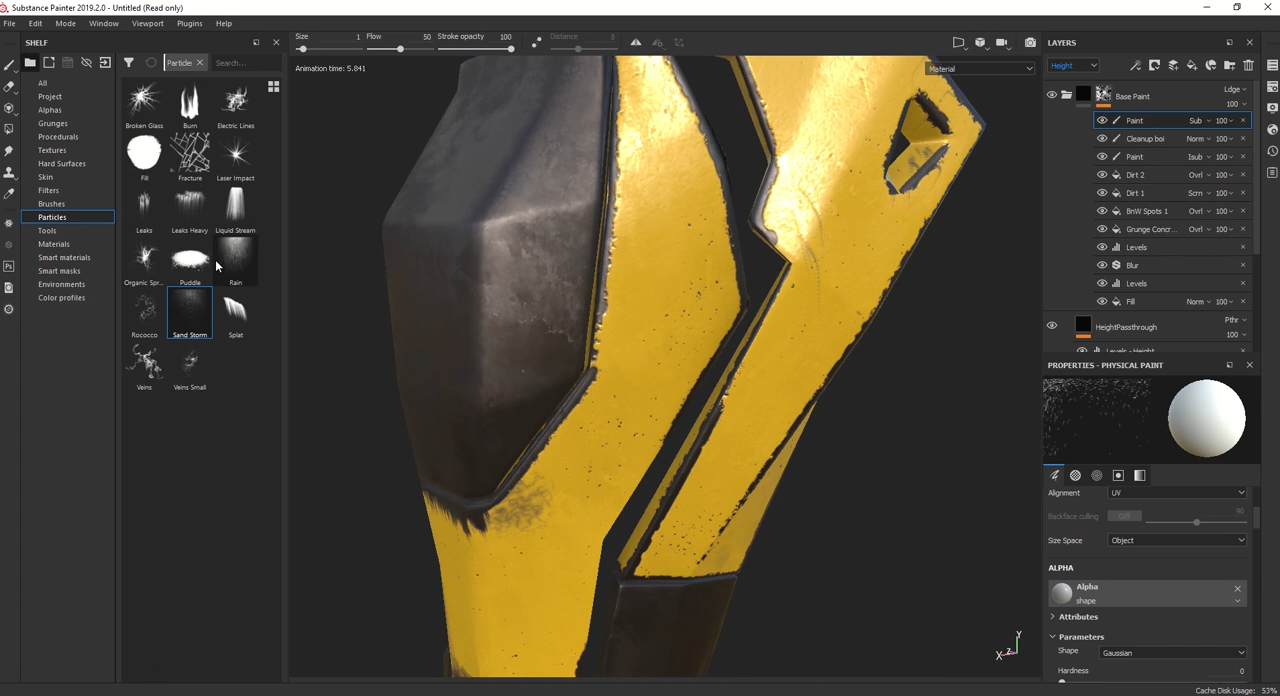 Substance Painter 2019.2.0 - Untitled (Read only)
File Edit Mode Window Viewport Plugins Help
SHELF
Size 1 Flow 50 Stroke opacity 100 Distance 8
Particle Search...
Animation time: 5.841
Material
All
Project
Alphas
Grunges
Procedurals
Textures
Hard Surfaces
Skin
Filters
Brushes
Particles
Tools
Materials
Smart materials
Smart masks
Environments
Color profiles
Broken Glass Burn Electric Lines
Fill Fracture Laser Impact
Leaks Leaks Heavy Liquid Stream
Organic Spr... Puddle Rain
Rococco Sand Storm Splat
Veins Veins Small
Ps
Y
X Z
LAYERS
Height
Base Paint Ldge 100
Paint Sub 100
Cleanup boi Norm 100
Paint Isub 100
Dirt 2 Ovrl 100
Dirt 1 Scrn 100
BnW Spots 1 Ovrl 100
Grunge Concr... Ovrl 100
Levels
Blur
Levels
Fill Norm 100
HeightPassthrough Pthr 100
Levels - Height
PROPERTIES - PHYSICAL PAINT
Alignment UV
Backface culling Off 90
Size Space Object
ALPHA
Alpha
shape
Attributes
Parameters
Shape Gaussian
Hardness 0
Cache Disk Usage: 53%